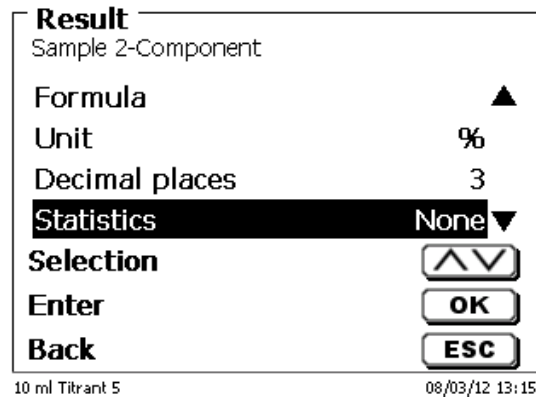 Result
Sample 2-Component
Formula
Unit %
Decimal places 3
Statistics None
Selection
Enter OK
Back ESC
10 ml Titrant 5 08/03/12 13:15